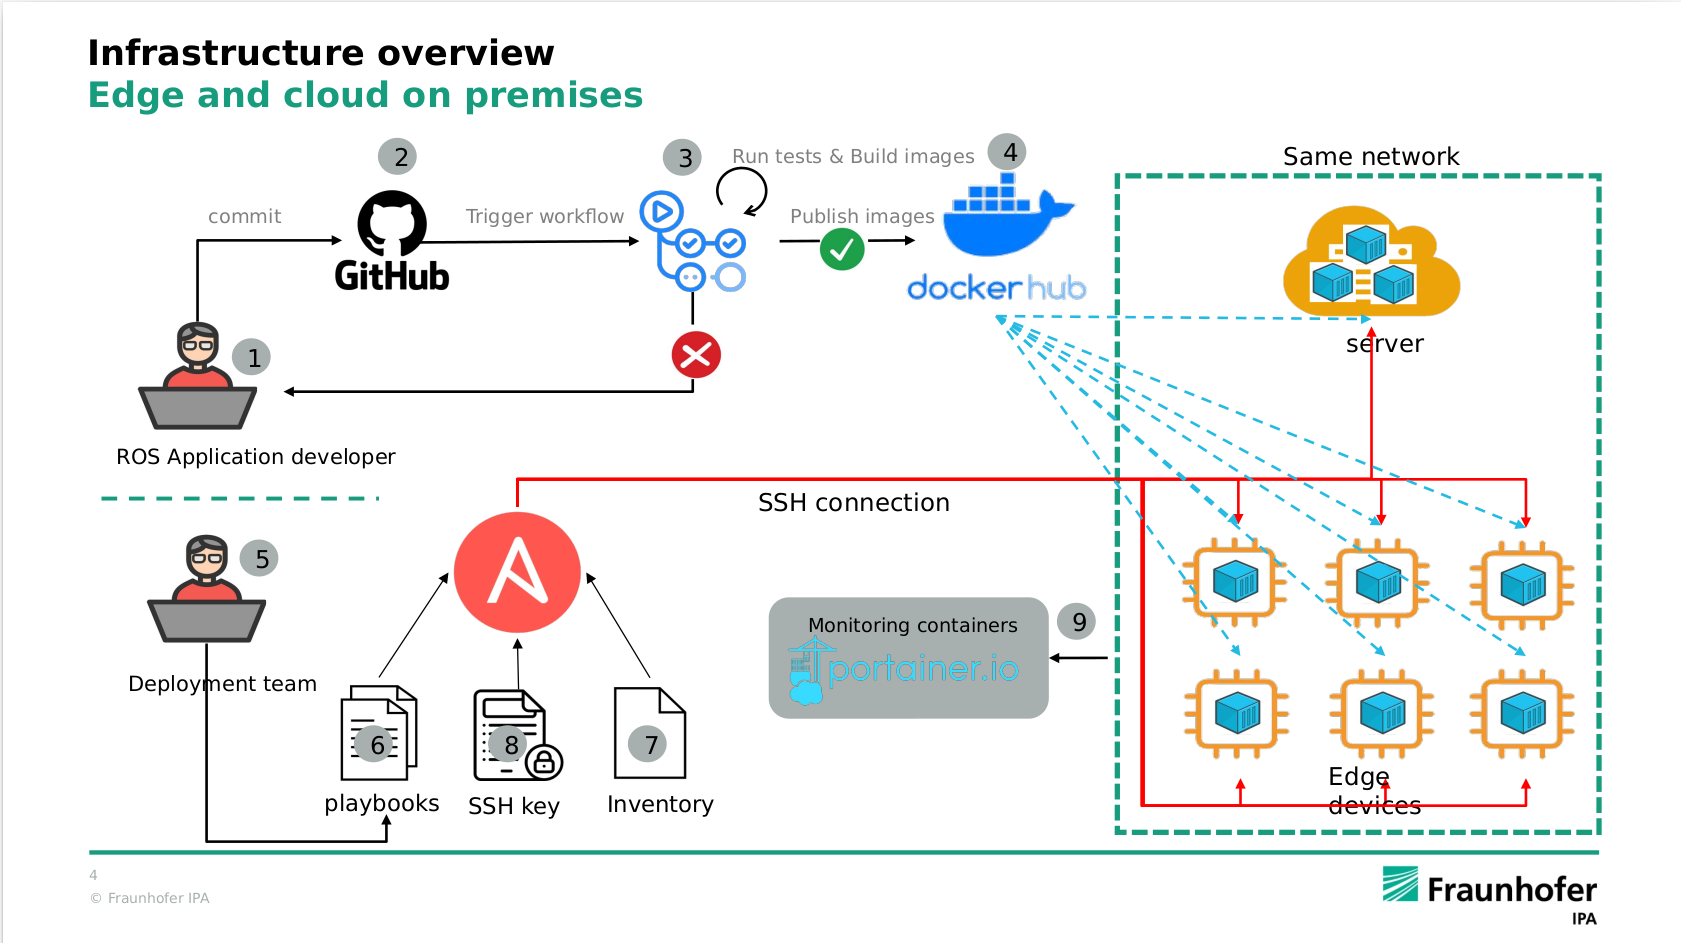 Infrastructure overview
Edge and cloud on premises
2
3
Run tests & Build images
4
Same network
commit
Trigger workflow
Publish images
GitHub
docker hub
1
server
ROS Application developer
SSH connection
5
Monitoring containers
9
portainer.io
Deployment team
6
8
7
playbooks
SSH key
Inventory
Edge
devices
4
© Fraunhofer IPA
Fraunhofer
IPA